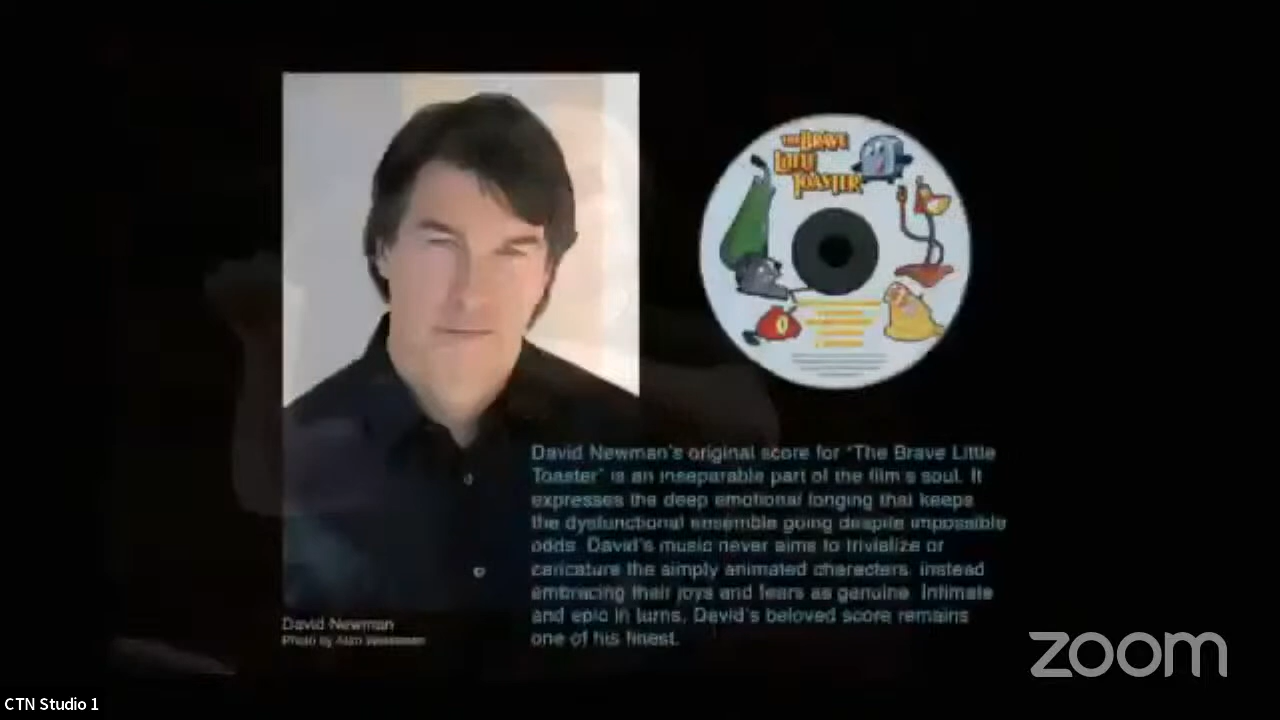 THE BRAVE
LITTLE
TOASTER
David Newman's original score for "The Brave Little
Toaster" is an inseparable part of the film's soul. It
expresses the deep emotional longing that keeps
the dysfunctional ensemble going despite impossible
odds. David's music never aims to trivialize or
caricature the simply animated characters, instead
embracing their joys and fears as genuine. Intimate
and epic in turns, David's beloved score remains
one of his finest.
David Newman
Photo by
zoom
CTN Studio 1